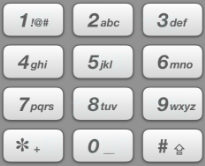 1 !@# 2 abc 3 def
4 ghi 5 jkl 6 mno
7 pqrs 8 tuv 9 wxyz
* + 0 _ # ⇧